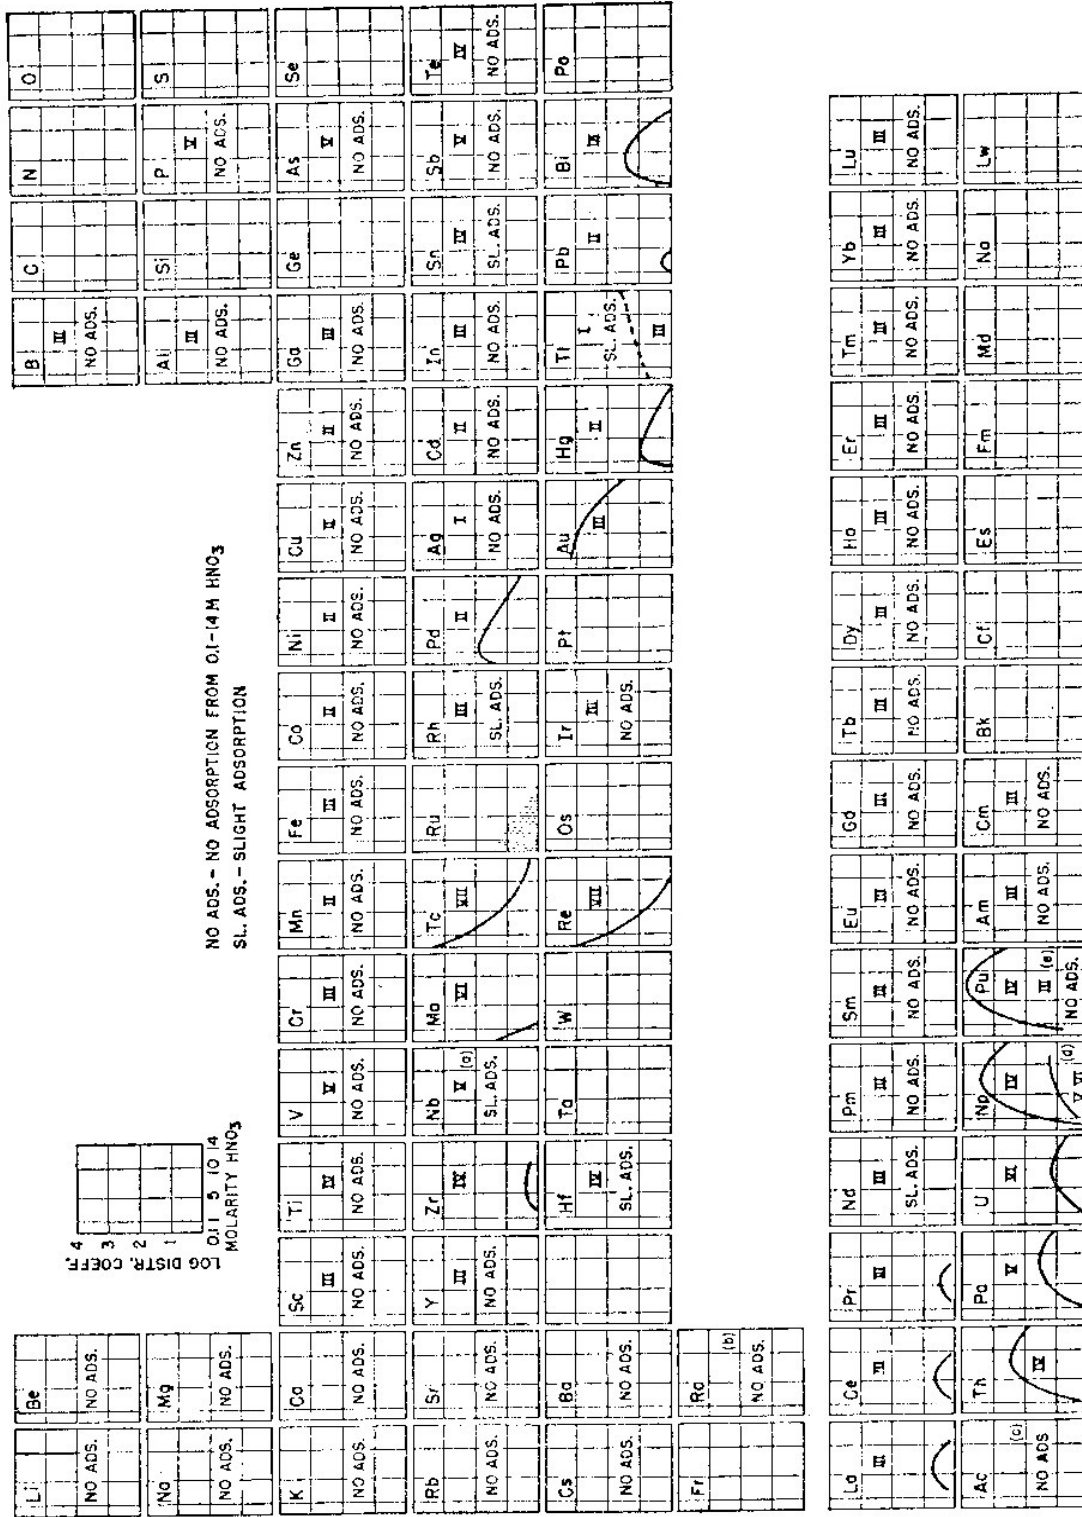 NO ADS. - NO ADSORPTION FROM 0.1-14 M HNO3
SL. ADS. - SLIGHT ADSORPTION
LOG DISTR. COEFF.
4
3
2
1
0.1 1 5 10 14
MOLARITY HNO3
Li NO ADS.
Be NO ADS.
B III NO ADS.
C
N
O
Na NO ADS.
Mg NO ADS.
Al III NO ADS.
Si
P V NO ADS.
S
K NO ADS.
Ca NO ADS.
Sc III NO ADS.
Ti IV NO ADS.
V V NO ADS.
Cr III NO ADS.
Mn II NO ADS.
Fe III NO ADS.
Co II NO ADS.
Ni II NO ADS.
Cu II NO ADS.
Zn II NO ADS.
Ga III NO ADS.
Ge
As V NO ADS.
Se
Rb NO ADS.
Sr NO ADS.
Y III NO ADS.
Zr IV
Nb V (a) SL. ADS.
Mo VI
Tc VII
Ru
Rh III SL. ADS.
Pd II
Ag I NO ADS.
Cd II NO ADS.
In III NO ADS.
Sn IV SL. ADS.
Sb V NO ADS.
Te IV NO ADS.
Cs NO ADS.
Ba NO ADS.
Hf IV SL. ADS.
Ta
W
Re VII
Os
Ir III NO ADS.
Pt
Au III
Hg II
Tl I SL. ADS. III
Pb II
Bi III
Po
Fr
Ra (b) NO ADS.
La III
Ce III
Pr III
Nd III SL. ADS.
Pm III NO ADS.
Sm III NO ADS.
Eu III NO ADS.
Gd III NO ADS.
Tb III NO ADS.
Dy III NO ADS.
Ho III NO ADS.
Er III NO ADS.
Tm III NO ADS.
Yb III NO ADS.
Lu III NO ADS.
Ac (c) NO ADS
Th IV
Pa V
U VI
Np IV V VI (d)
Pu IV III (e) NO ADS.
Am III NO ADS.
Cm III NO ADS.
Bk
Cf
Es
Fm
Md
No
Lw